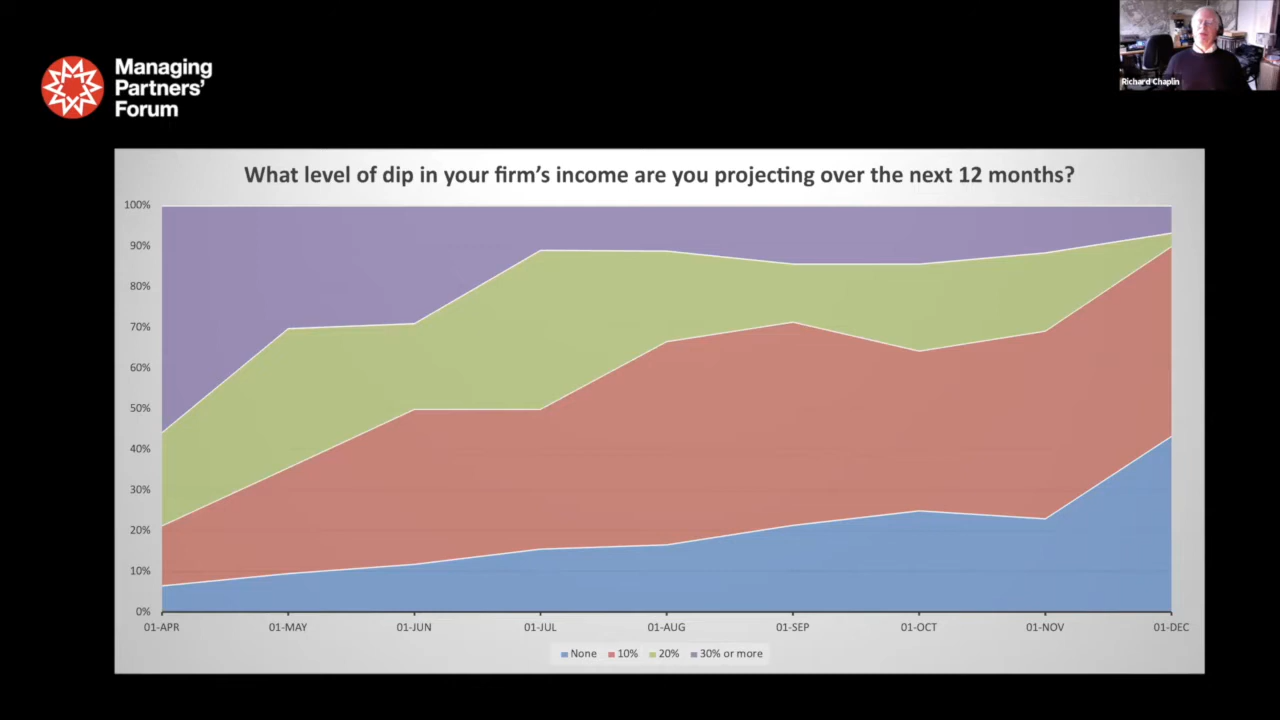 Managing
Partners'
Forum
Richard Chaplin
What level of dip in your firm's income are you projecting over the next 12 months?
100%
90%
80%
70%
60%
50%
40%
30%
20%
10%
0%
01-APR 01-MAY 01-JUN 01-JUL 01-AUG 01-SEP 01-OCT 01-NOV 01-DEC
None 10% 20% 30% or more